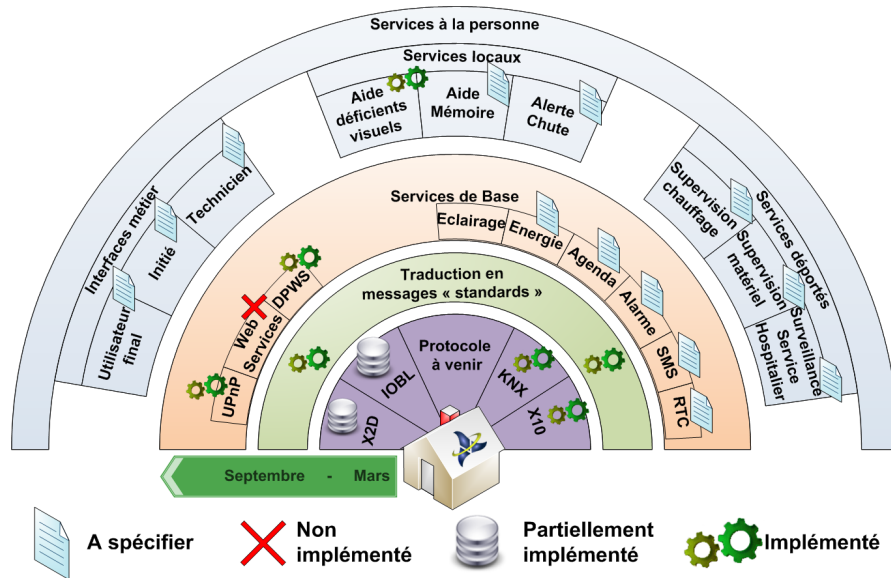 Services à la personne
Services locaux
Aide
déficients
visuels
Aide
Mémoire
Alerte
Chute
Interfaces métier
Technicien
Initié
Utilisateur
final
Services déportés
Supervision
chauffage
Supervision
matériel
Surveillance
Service
Hospitalier
Services de Base
Eclairage
Energie
Agenda
Alarme
SMS
RTC
DPWS
Web
Services
UPnP
Traduction en
messages « standards »
Protocole
à venir
IOBL
X2D
KNX
X10
Septembre - Mars
A spécifier
Non
implémenté
Partiellement
implémenté
Implémenté